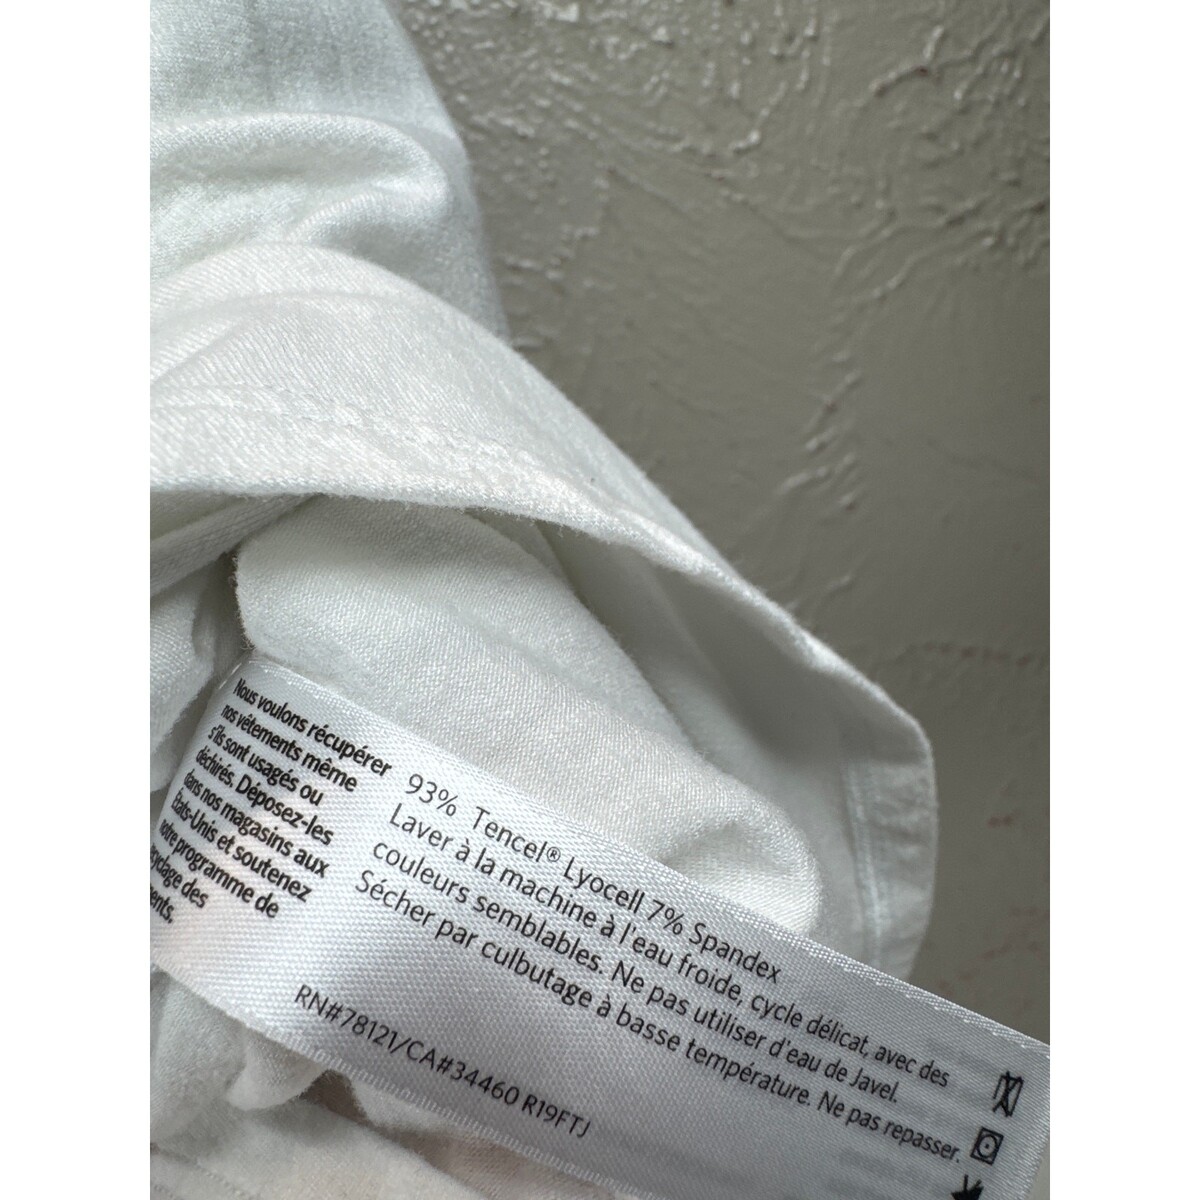 Nous voulons récupérer
nos vêtements même
s'ils sont usagés ou
déchirés. Déposez-les
dans nos magasins aux
États-Unis et soutenez
notre programme de
des
93% Tencel® Lyocell 7% Spandex
Laver à la machine à l'eau froide, cycle délicat, avec des
couleurs semblables. Ne pas utiliser d'eau de Javel.
Sécher par culbutage à basse température. Ne pas repasser.
RN#78121/CA#34460 R19FTJ